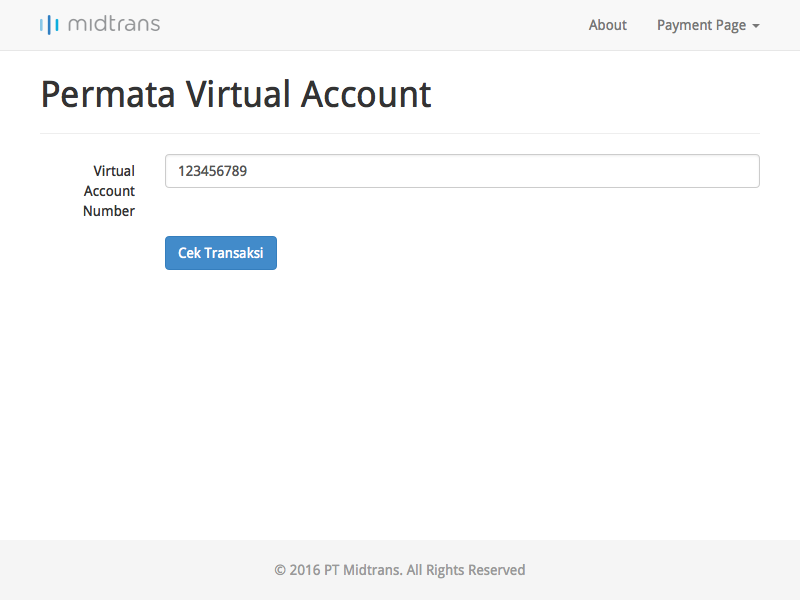 midtrans
About
Payment Page
Permata Virtual Account
Virtual
Account
Number
123456789
Cek Transaksi
© 2016 PT Midtrans. All Rights Reserved